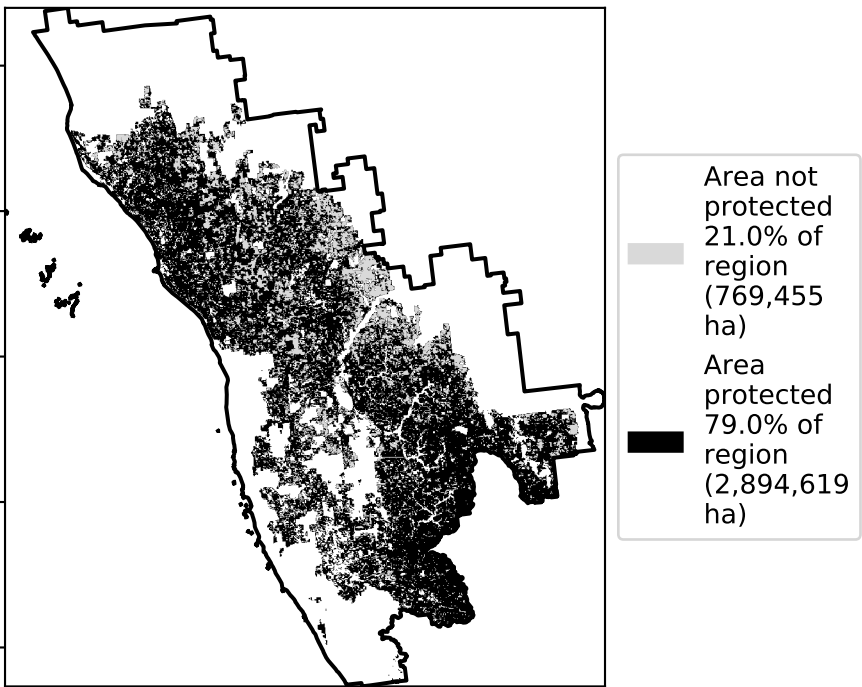 Area not
protected
21.0% of
region
(769,455
ha)
Area
protected
79.0% of
region
(2,894,619
ha)